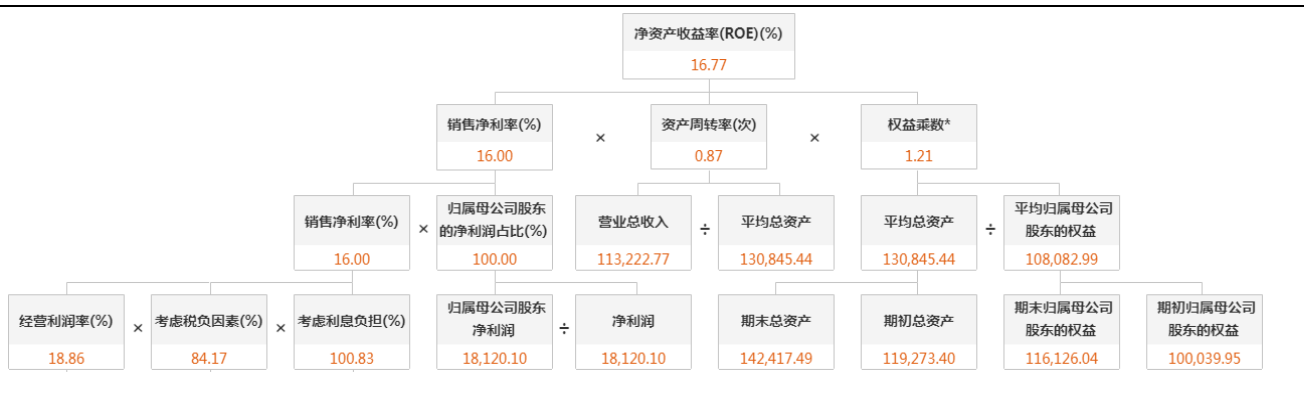 净资产收益率(ROE)(%)
16.77
销售净利率(%)
×
资产周转率(次)
×
权益乘数*
16.00
0.87
1.21
销售净利率(%)
×
归属母公司股东
的净利润占比(%)
营业总收入
÷
平均总资产
平均总资产
÷
平均归属母公司
股东的权益
16.00
100.00
113,222.77
130,845.44
130,845.44
108,082.99
经营利润率(%)
×
考虑税负因素(%)
×
考虑利息负担(%)
归属母公司股东
净利润
÷
净利润
期末总资产
期初总资产
期末归属母公司
股东的权益
期初归属母公司
股东的权益
18.86
84.17
100.83
18,120.10
18,120.10
142,417.49
119,273.40
116,126.04
100,039.95